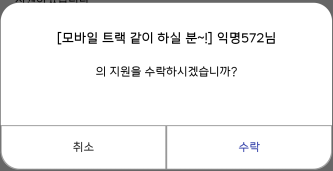 [모바일 트랙 같이 하실 분~!] 익명572님
의 지원을 수락하시겠습니까?
취소
수락